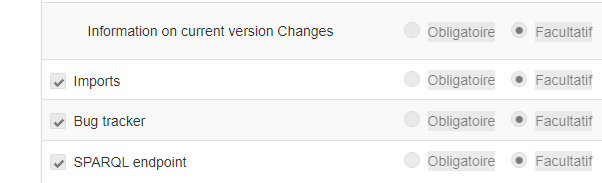 Information on current version Changes Obligatoire Facultatif
Imports Obligatoire Facultatif
Bug tracker Obligatoire Facultatif
SPARQL endpoint Obligatoire Facultatif